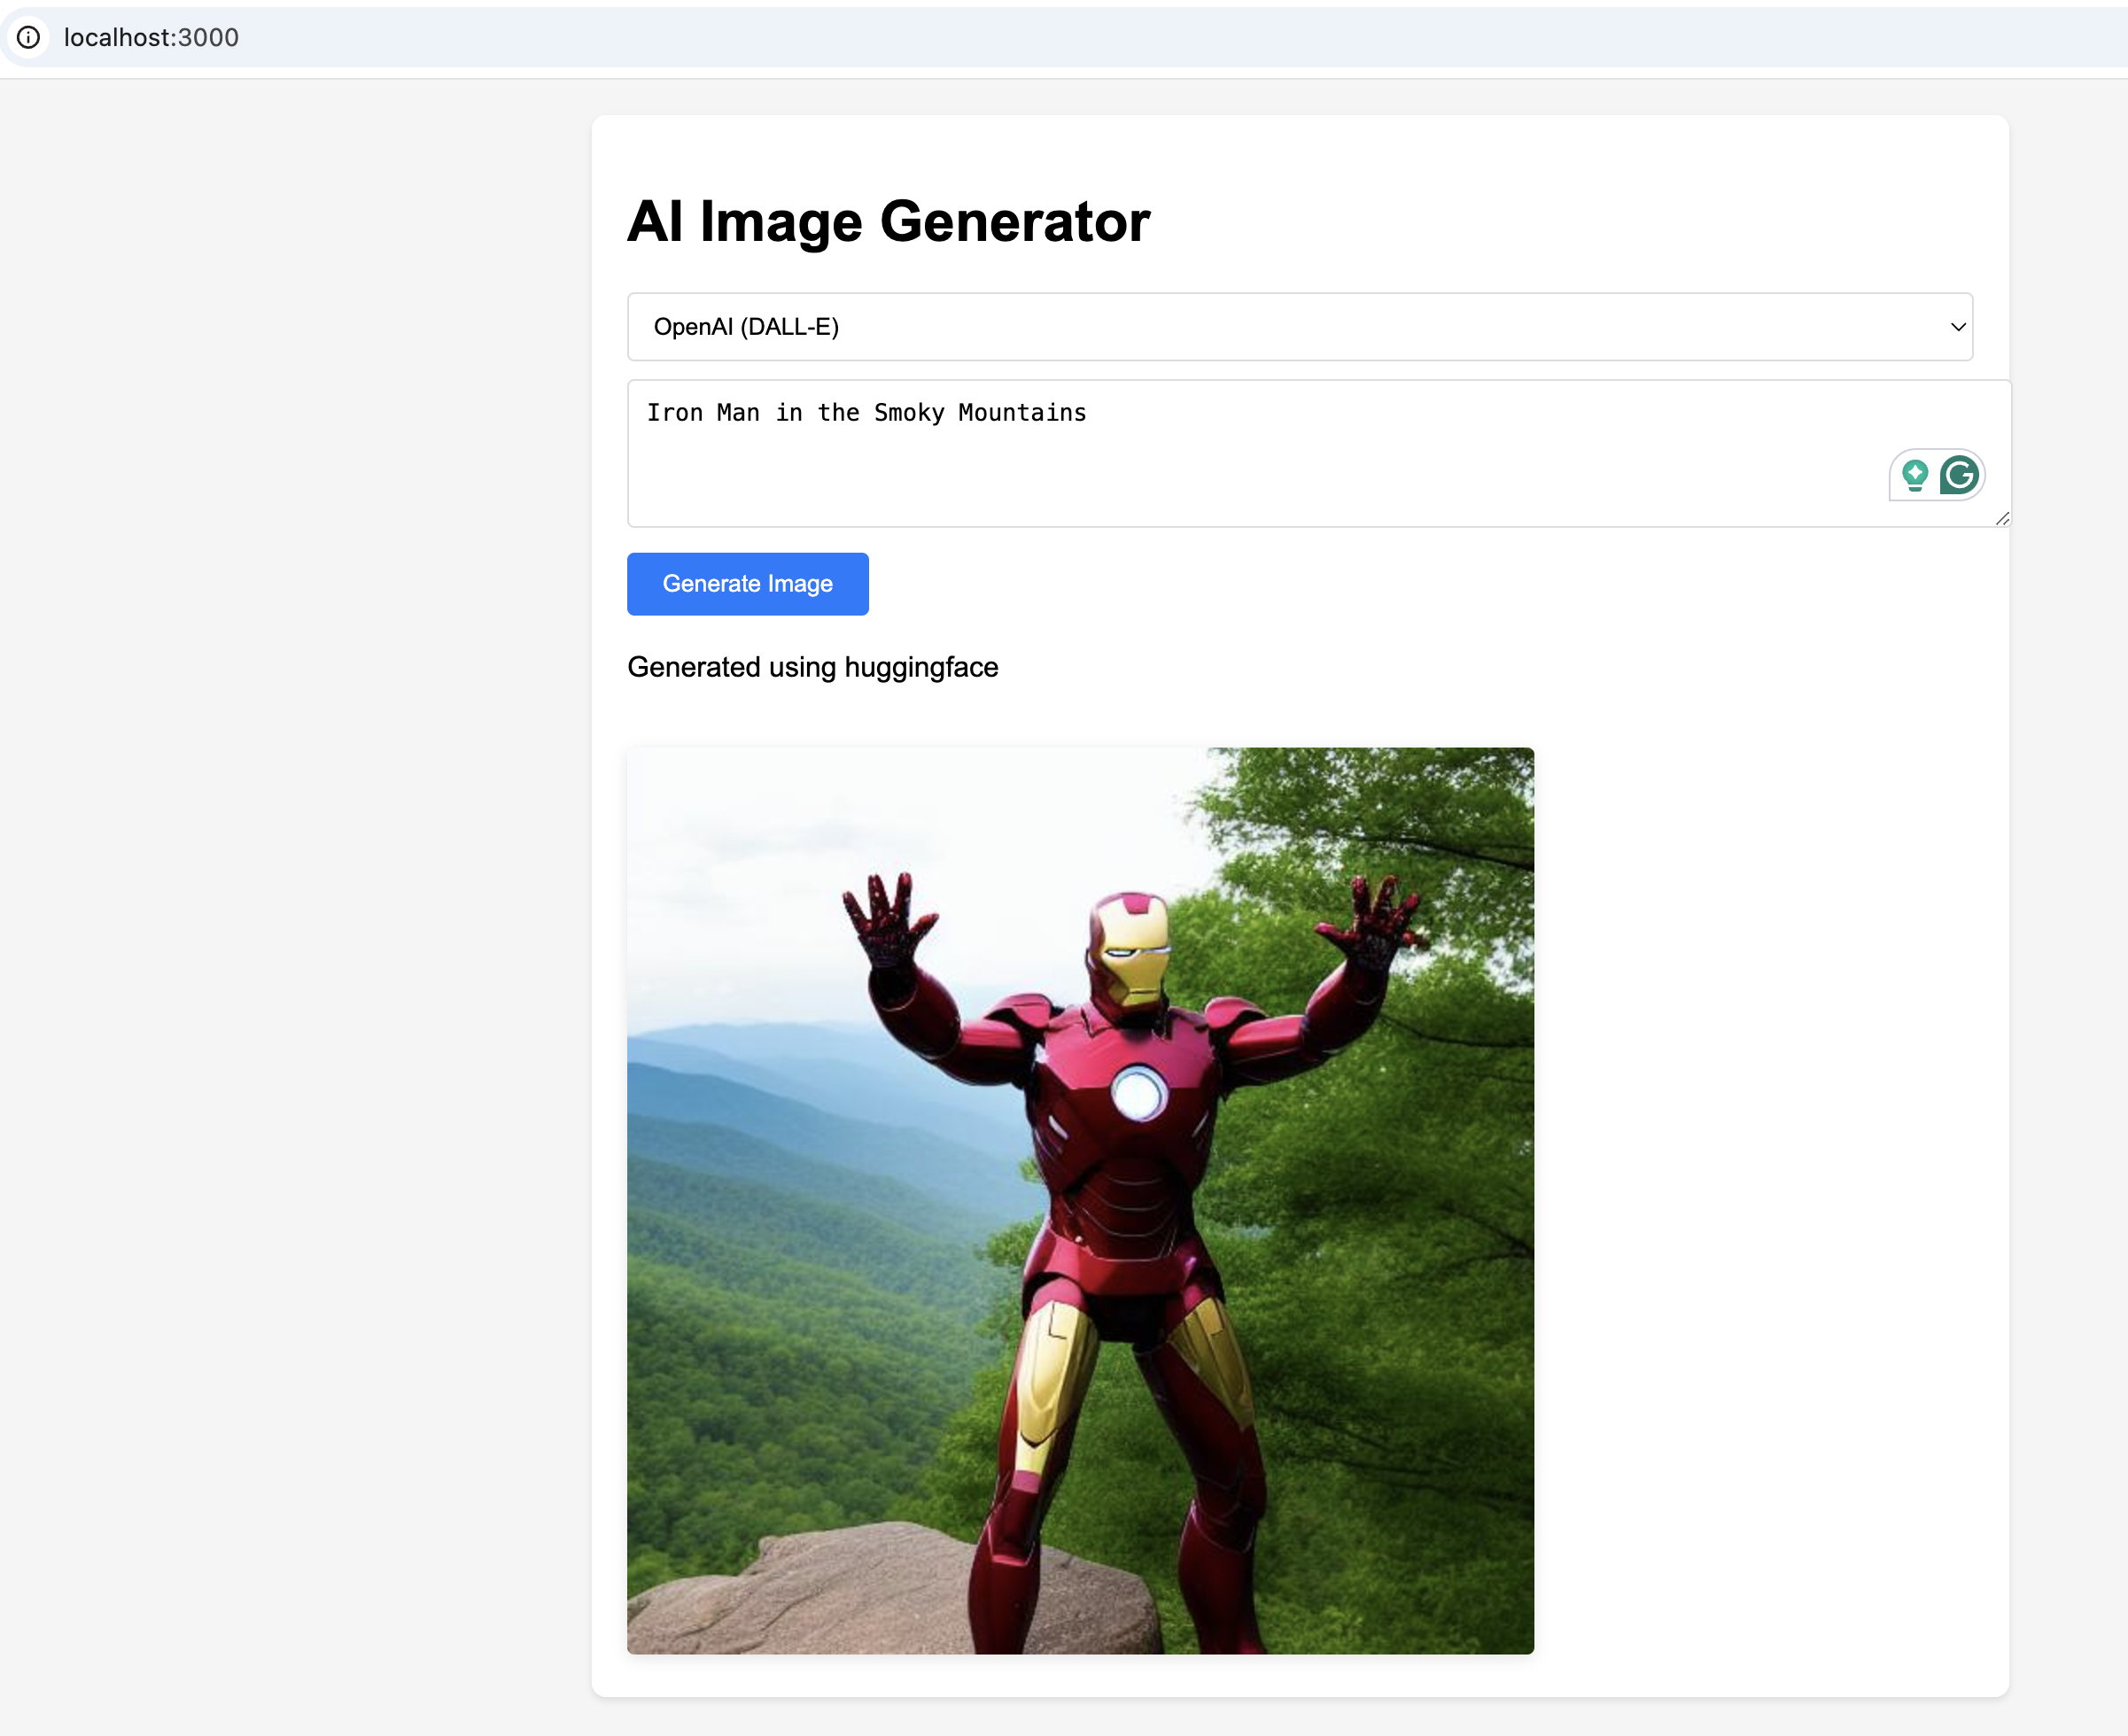 localhost:3000
AI Image Generator
OpenAI (DALL-E)
Iron Man in the Smoky Mountains
Generate Image
Generated using huggingface